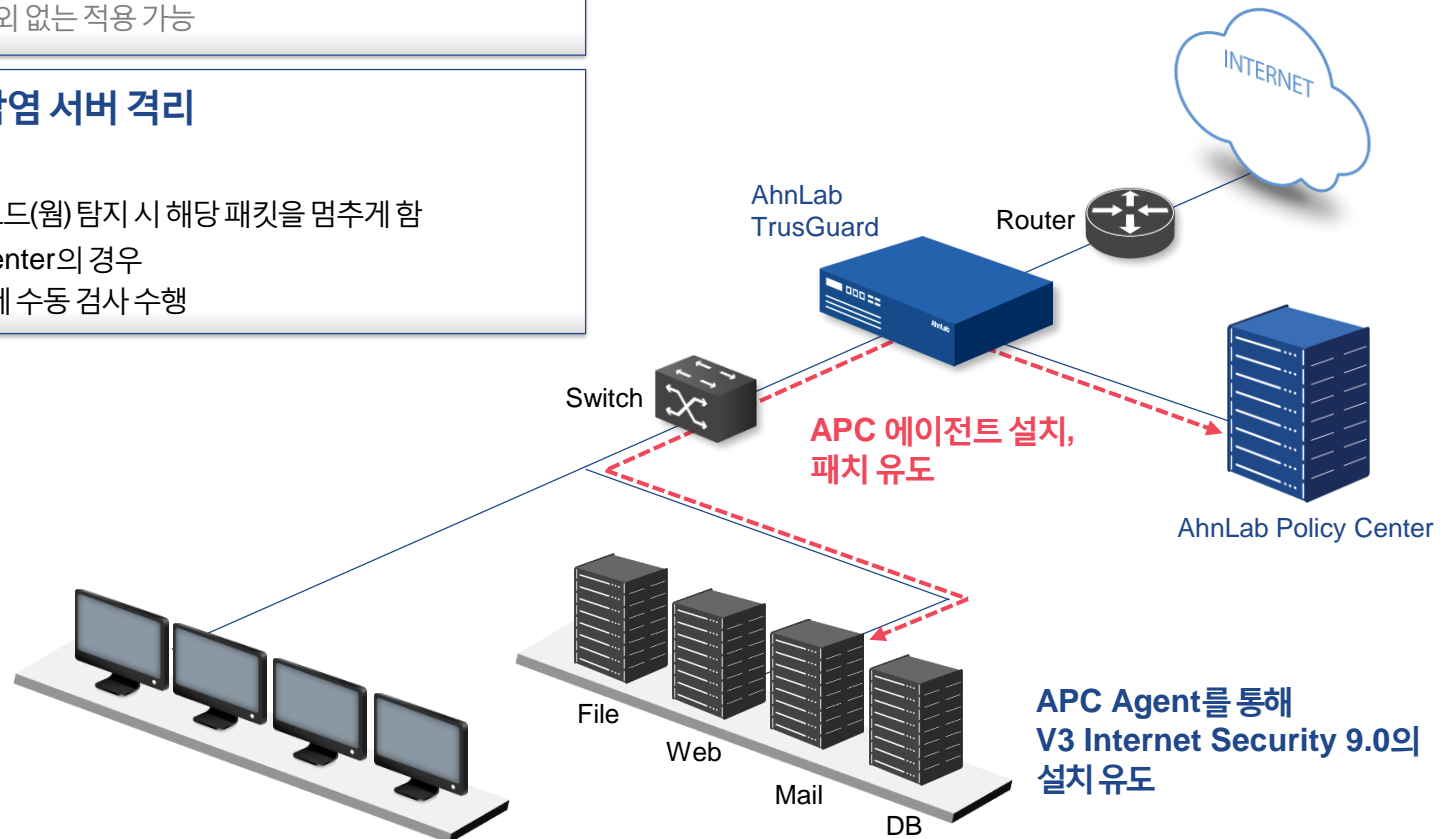 외 없는 적용 가능
감염 서버 격리
드(웜) 탐지 시 해당 패킷을 멈추게 함
enter의 경우
수동 검사 수행
INTERNET
AhnLab
TrusGuard
Router
AhnLab
Switch
APC 에이전트 설치,
패치 유도
AhnLab Policy Center
File
Web
Mail
DB
APC Agent를 통해
V3 Internet Security 9.0의
설치 유도